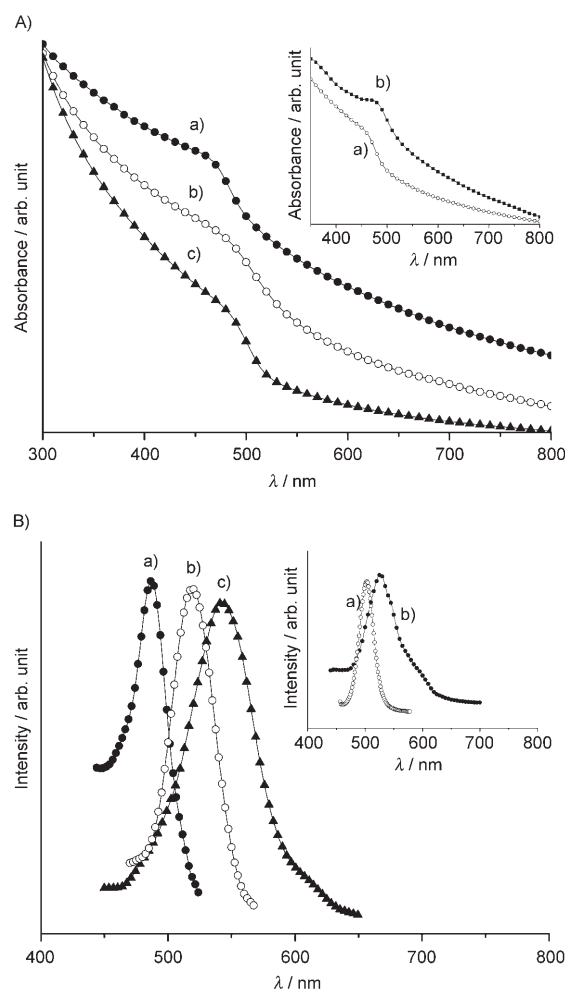 A)
a)
b)
c)
Absorbance / arb. unit
300 400 500 600 700 800
λ / nm
b)
a)
Absorbance / arb. unit
400 500 600 700 800
λ / nm
B)
a)
b)
c)
Intensity / arb. unit
400 500 600 700 800
λ / nm
a)
b)
Intensity / arb. unit
400 500 600 700 800
λ / nm